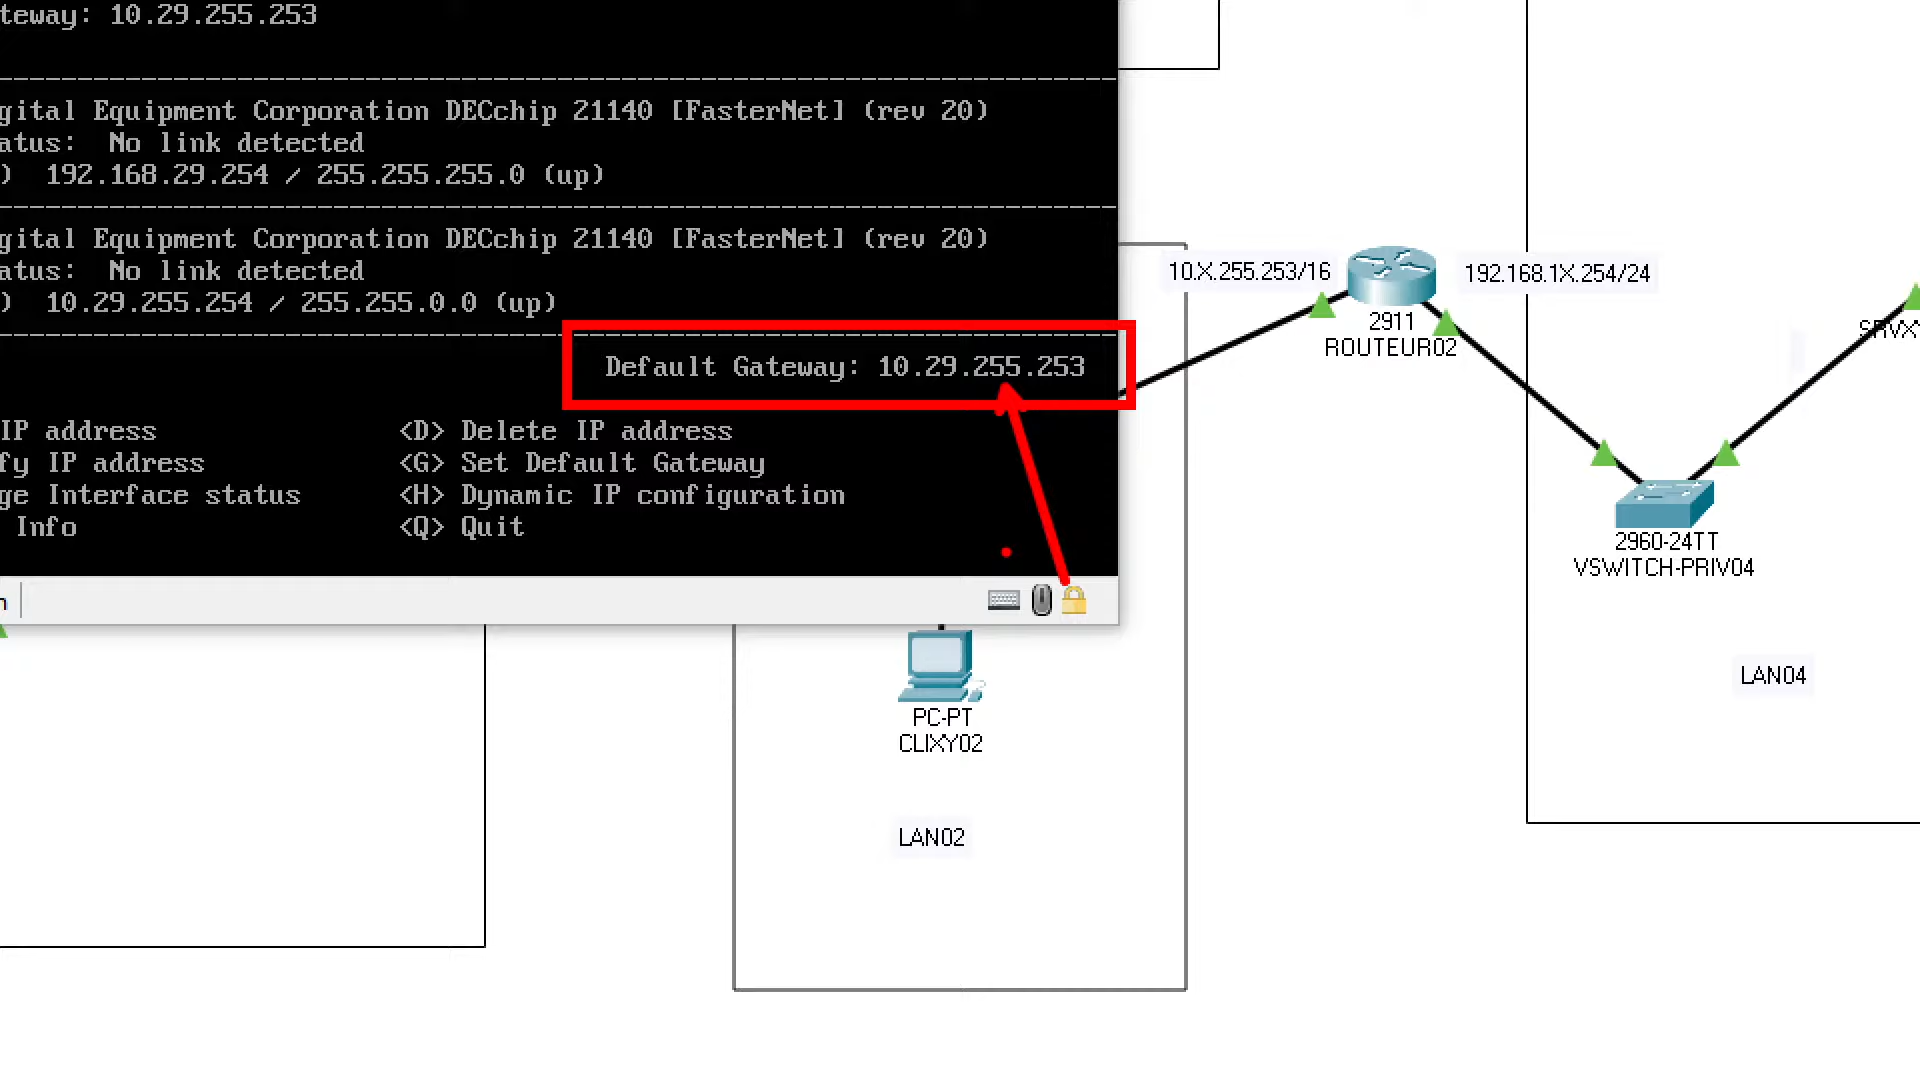 teway: 10.29.255.253
gital Equipment Corporation DECchip 21140 [FasterNet] (rev 20)
atus:  No link detected
)  192.168.29.254 / 255.255.255.0 (up)
gital Equipment Corporation DECchip 21140 [FasterNet] (rev 20)
atus:  No link detected
)  10.29.255.254 / 255.255.0.0 (up)
Default Gateway: 10.29.255.253
IP address <D> Delete IP address
fy IP address <G> Set Default Gateway
ge Interface status <H> Dynamic IP configuration
Info <Q> Quit
10.X.255.253/16
192.168.1X.254/24
2911
ROUTEUR02
SRVX
2960-24TT
VSWITCH-PRIV04
LAN04
PC-PT
CLIXY02
LAN02